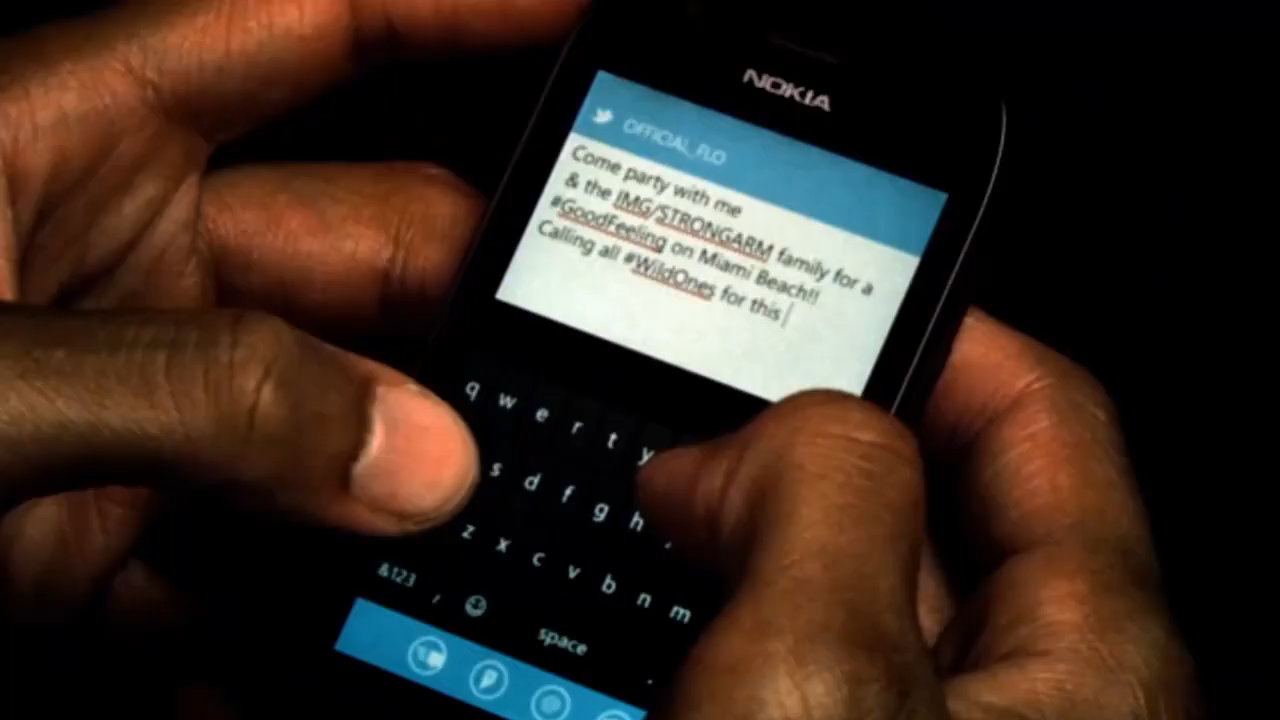 NOKIA
OFFICIAL_FLO
Come party with me
& the IMG/STRONGARM family for a
#GoodFeeling on Miami Beach!!
Calling all #WildOnes for this
q w e r t y
s d f g h
z x c v b n m
&123 , space .